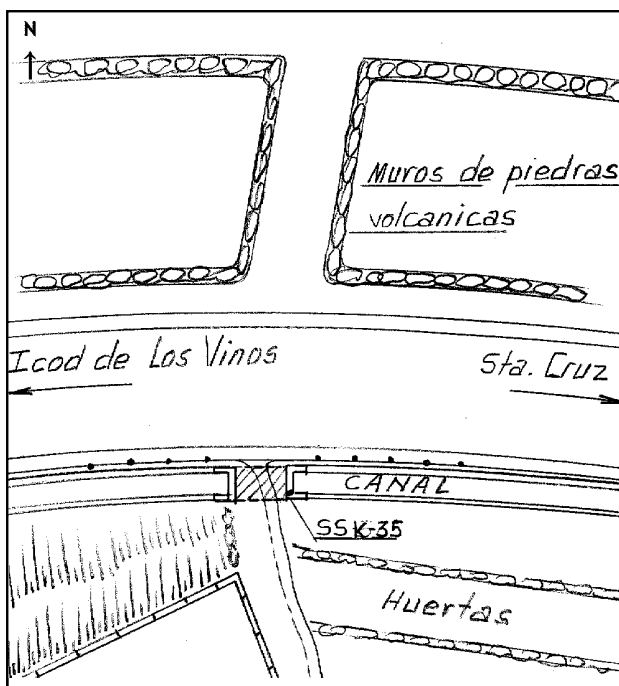 N
Muros de piedras
volcanicas
Icod de Los Vinos
Sta. Cruz
CANAL
SSK-35
Huertas